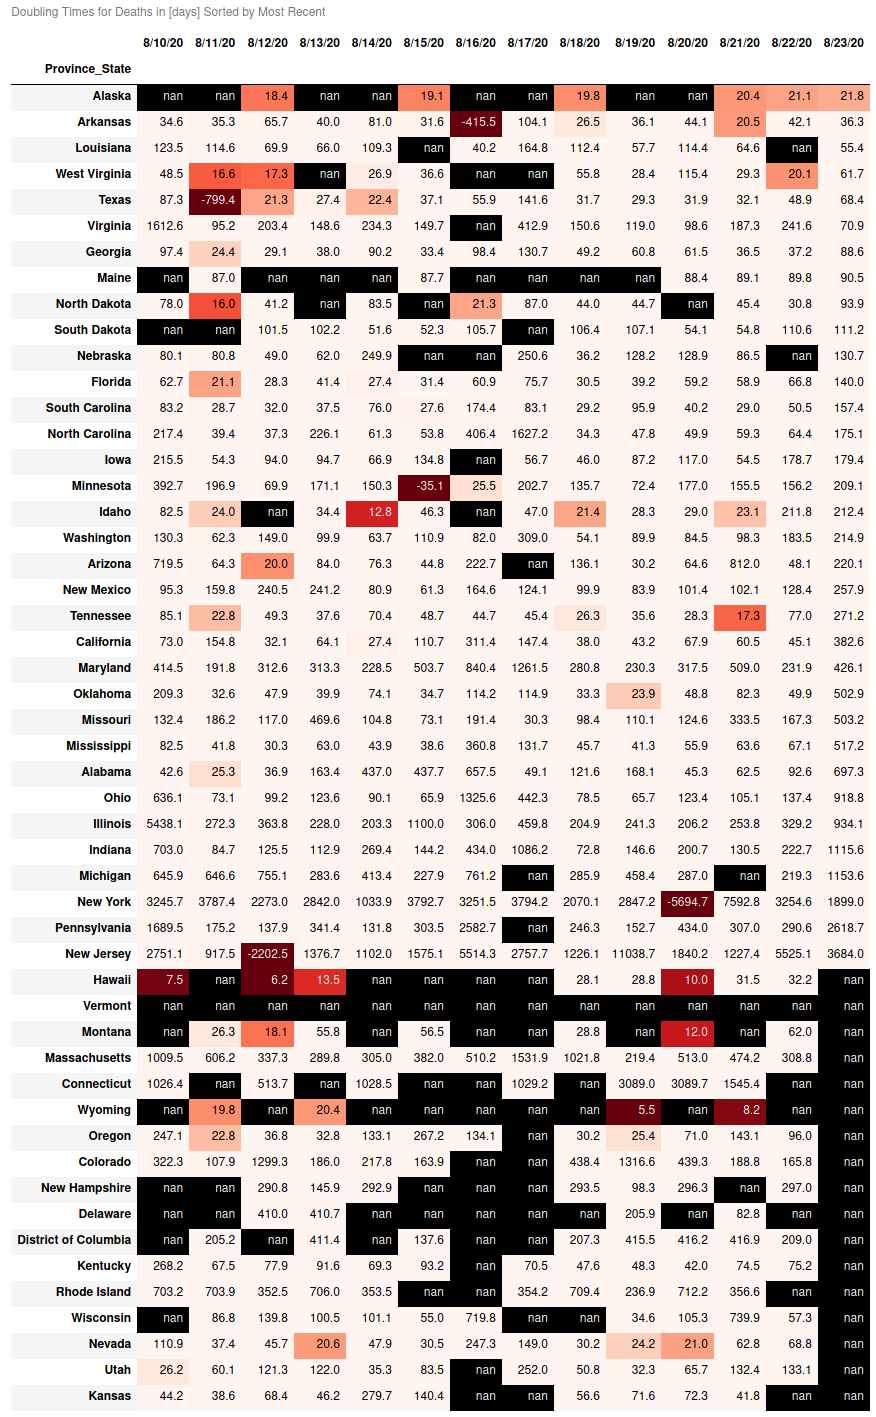 Doubling Times for Deaths in [days] Sorted by Most Recent
8/10/20 8/11/20 8/12/20 8/13/20 8/14/20 8/15/20 8/16/20 8/17/20 8/18/20 8/19/20 8/20/20 8/21/20 8/22/20 8/23/20
Province_State
Alaska nan nan 18.4 nan nan 19.1 nan nan 19.8 nan nan 20.4 21.1 21.8
Arkansas 34.6 35.3 65.7 40.0 81.0 31.6 -415.5 104.1 26.5 36.1 44.1 20.5 42.1 36.3
Louisiana 123.5 114.6 69.9 66.0 109.3 nan 40.2 164.8 112.4 57.7 114.4 64.6 nan 55.4
West Virginia 48.5 16.6 17.3 nan 26.9 36.6 nan nan 55.8 28.4 115.4 29.3 20.1 61.7
Texas 87.3 -799.4 21.3 27.4 22.4 37.1 55.9 141.6 31.7 29.3 31.9 32.1 48.9 68.4
Virginia 1612.6 95.2 203.4 148.6 234.3 149.7 nan 412.9 150.6 119.0 98.6 187.3 241.6 70.9
Georgia 97.4 24.4 29.1 38.0 90.2 33.4 98.4 130.7 49.2 60.8 61.5 36.5 37.2 88.6
Maine nan 87.0 nan nan nan 87.7 nan nan nan nan 88.4 89.1 89.8 90.5
North Dakota 78.0 16.0 41.2 nan 83.5 nan 21.3 87.0 44.0 44.7 nan 45.4 30.8 93.9
South Dakota nan nan 101.5 102.2 51.6 52.3 105.7 nan 106.4 107.1 54.1 54.8 110.6 111.2
Nebraska 80.1 80.8 49.0 62.0 249.9 nan nan 250.6 36.2 128.2 128.9 86.5 nan 130.7
Florida 62.7 21.1 28.3 41.4 27.4 31.4 60.9 75.7 30.5 39.2 59.2 58.9 66.8 140.0
South Carolina 83.2 28.7 32.0 37.5 76.0 27.6 174.4 83.1 29.2 95.9 40.2 29.0 50.5 157.4
North Carolina 217.4 39.4 37.3 226.1 61.3 53.8 406.4 1627.2 34.3 47.8 49.9 59.3 64.4 175.1
Iowa 215.5 54.3 94.0 94.7 66.9 134.8 nan 56.7 46.0 87.2 117.0 54.5 178.7 179.4
Minnesota 392.7 196.9 69.9 171.1 150.3 -35.1 25.5 202.7 135.7 72.4 177.0 155.5 156.2 209.1
Idaho 82.5 24.0 nan 34.4 12.8 46.3 nan 47.0 21.4 28.3 29.0 23.1 211.8 212.4
Washington 130.3 62.3 149.0 99.9 63.7 110.9 82.0 309.0 54.1 89.9 84.5 98.3 183.5 214.9
Arizona 719.5 64.3 20.0 84.0 76.3 44.8 222.7 nan 136.1 30.2 64.6 812.0 48.1 220.1
New Mexico 95.3 159.8 240.5 241.2 80.9 61.3 164.6 124.1 99.9 83.9 101.4 102.1 128.4 257.9
Tennessee 85.1 22.8 49.3 37.6 70.4 48.7 44.7 45.4 26.3 35.6 28.3 17.3 77.0 271.2
California 73.0 154.8 32.1 64.1 27.4 110.7 311.4 147.4 38.0 43.2 67.9 60.5 45.1 382.6
Maryland 414.5 191.8 312.6 313.3 228.5 503.7 840.4 1261.5 280.8 230.3 317.5 509.0 231.9 426.1
Oklahoma 209.3 32.6 47.9 39.9 74.1 34.7 114.2 114.9 33.3 23.9 48.8 82.3 49.9 502.9
Missouri 132.4 186.2 117.0 469.6 104.8 73.1 191.4 30.3 98.4 110.1 124.6 333.5 167.3 503.2
Mississippi 82.5 41.8 30.3 63.0 43.9 38.6 360.8 131.7 45.7 41.3 55.9 63.6 67.1 517.2
Alabama 42.6 25.3 36.9 163.4 437.0 437.7 657.5 49.1 121.6 168.1 45.3 62.5 92.6 697.3
Ohio 636.1 73.1 99.2 123.6 90.1 65.9 1325.6 442.3 78.5 65.7 123.4 105.1 137.4 918.8
Illinois 5438.1 272.3 363.8 228.0 203.3 1100.0 306.0 459.8 204.9 241.3 206.2 253.8 329.2 934.1
Indiana 703.0 84.7 125.5 112.9 269.4 144.2 434.0 1086.2 72.8 146.6 200.7 130.5 222.7 1115.6
Michigan 645.9 646.6 755.1 283.6 413.4 227.9 761.2 nan 285.9 458.4 287.0 nan 219.3 1153.6
New York 3245.7 3787.4 2273.0 2842.0 1033.9 3792.7 3251.5 3794.2 2070.1 2847.2 -5694.7 7592.8 3254.6 1899.0
Pennsylvania 1689.5 175.2 137.9 341.4 131.8 303.5 2582.7 nan 246.3 152.7 434.0 307.0 290.6 2618.7
New Jersey 2751.1 917.5 -2202.5 1376.7 1102.0 1575.1 5514.3 2757.7 1226.1 11038.7 1840.2 1227.4 5525.1 3684.0
Hawaii 7.5 nan 6.2 13.5 nan nan nan nan 28.1 28.8 10.0 31.5 32.2 nan
Vermont nan nan nan nan nan nan nan nan nan nan nan nan nan nan
Montana nan 26.3 18.1 55.8 nan 56.5 nan nan 28.8 nan 12.0 nan 62.0 nan
Massachusetts 1009.5 606.2 337.3 289.8 305.0 382.0 510.2 1531.9 1021.8 219.4 513.0 474.2 308.8 nan
Connecticut 1026.4 nan 513.7 nan 1028.5 nan nan 1029.2 nan 3089.0 3089.7 1545.4 nan nan
Wyoming nan 19.8 nan 20.4 nan nan nan nan nan 5.5 nan 8.2 nan nan
Oregon 247.1 22.8 36.8 32.8 133.1 267.2 134.1 nan 30.2 25.4 71.0 143.1 96.0 nan
Colorado 322.3 107.9 1299.3 186.0 217.8 163.9 nan nan 438.4 1316.6 439.3 188.8 165.8 nan
New Hampshire nan nan 290.8 145.9 292.9 nan nan nan 293.5 98.3 296.3 nan 297.0 nan
Delaware nan nan 410.0 410.7 nan nan nan nan nan 205.9 nan 82.8 nan nan
District of Columbia nan 205.2 nan 411.4 nan 137.6 nan nan 207.3 415.5 416.2 416.9 209.0 nan
Kentucky 268.2 67.5 77.9 91.6 69.3 93.2 nan 70.5 47.6 48.3 42.0 74.5 75.2 nan
Rhode Island 703.2 703.9 352.5 706.0 353.5 nan nan 354.2 709.4 236.9 712.2 356.6 nan nan
Wisconsin nan 86.8 139.8 100.5 101.1 55.0 719.8 nan nan 34.6 105.3 739.9 57.3 nan
Nevada 110.9 37.4 45.7 20.6 47.9 30.5 247.3 149.0 30.2 24.2 21.0 62.8 68.8 nan
Utah 26.2 60.1 121.3 122.0 35.3 83.5 nan 252.0 50.8 32.3 65.7 132.4 133.1 nan
Kansas 44.2 38.6 68.4 46.2 279.7 140.4 nan nan 56.6 71.6 72.3 41.8 nan nan